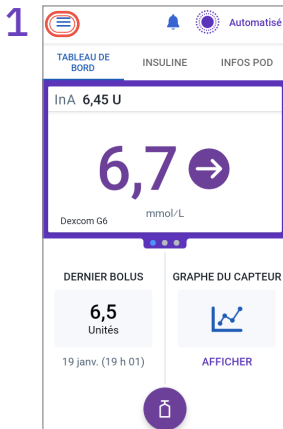 1
Automatisé
TABLEAU DE BORD
INSULINE
INFOS POD
InA 6,45 U
6,7
mmol/L
Dexcom G6
DERNIER BOLUS
6,5
Unités
19 janv. (19 h 01)
GRAPHE DU CAPTEUR
AFFICHER